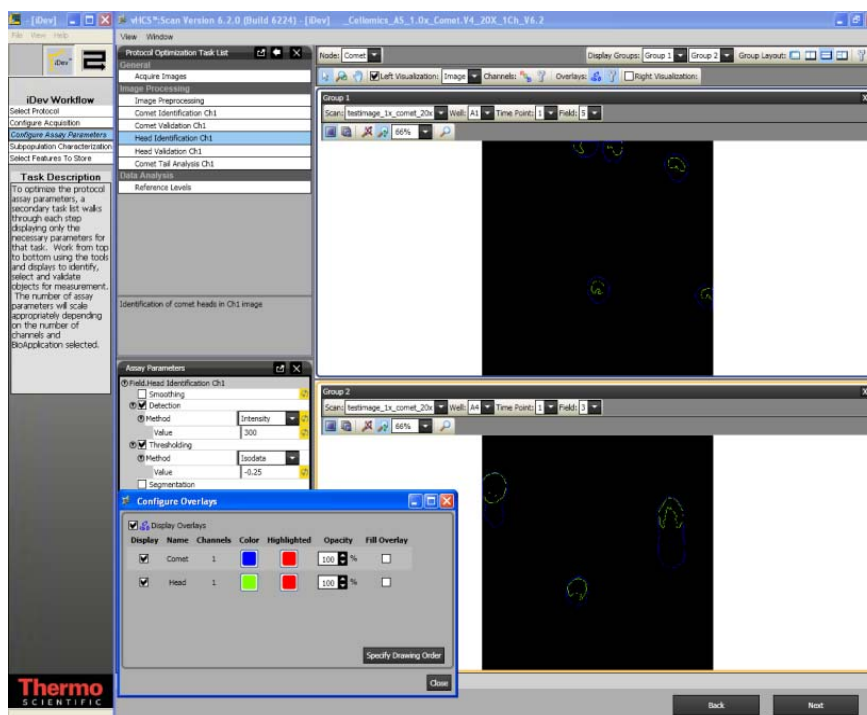 - [iDev]
File View Help
iDev
iDev Workflow
Select Protocol
Configure Acquisition
Configure Assay Parameters
Subpopulation Characterization
Select Features To Store
Task Description
To optimize the protocol
assay parameters, a
secondary task list walks
through each step
displaying only the
necessary parameters for
that task. Work from top
to bottom using the tools
and displays to identify,
select and validate
objects for measurement.
The number of assay
parameters will scale
appropriately depending
on the number of
channels and
BioApplication selected.
Thermo
SCIENTIFIC
vHCS™:Scan Version 6.2.0 (Build 6224) - [iDev] _Cellomics_AS_1.0x_Comet.V4_20X_1Ch_V6.2
View Window
Protocol Optimization Task List
General
Acquire Images
Image Processing
Image Preprocessing
Comet Identification Ch1
Comet Validation Ch1
Head Identification Ch1
Head Validation Ch1
Comet Tail Analysis Ch1
Data Analysis
Reference Levels
Identification of comet heads in Ch1 image
Assay Parameters
Field.Head Identification Ch1
Smoothing
Detection
Method Intensity
Value 300
Thresholding
Method Isodata
Value -0.25
Segmentation
Node: Comet Display Groups: Group 1 Group 2 Group Layout:
Left Visualization: Image Channels: Overlays: Right Visualization:
Group 1 X
Scan: testimage_1x_comet_20x Well: A1 Time Point: 1 Field: 5
66%
Group 2 X
Scan: testimage_1x_comet_20x Well: A4 Time Point: 1 Field: 3
66%
Configure Overlays
Display Overlays
Display Name Channels Color Highlighted Opacity Fill Overlay
Comet 1 100 %
Head 1 100 %
Specify Drawing Order
Close
Back Next